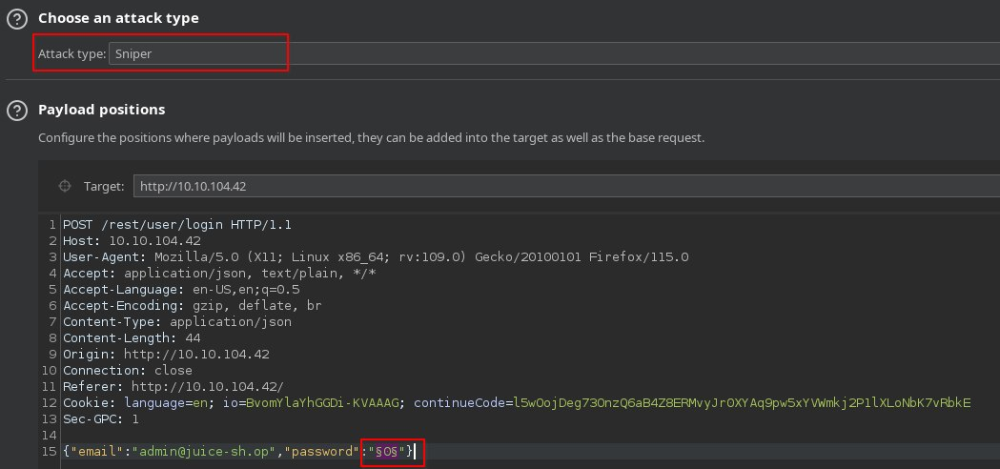 Choose an attack type
Attack type: Sniper
Payload positions
Configure the positions where payloads will be inserted, they can be added into the target as well as the base request.
Target: http://10.10.104.42
1 POST /rest/user/login HTTP/1.1
2 Host: 10.10.104.42
3 User-Agent: Mozilla/5.0 (X11; Linux x86_64; rv:109.0) Gecko/20100101 Firefox/115.0
4 Accept: application/json, text/plain, */*
5 Accept-Language: en-US,en;q=0.5
6 Accept-Encoding: gzip, deflate, br
7 Content-Type: application/json
8 Content-Length: 44
9 Origin: http://10.10.104.42
10 Connection: close
11 Referer: http://10.10.104.42/
12 Cookie: language=en; io=BvomYlaYhGGDi-KVAAAG; continueCode=l5wOojDeg73OnzQ6aB4Z8ERMvyJr0XYAq9pw5xYVWmkj2P1lXLoNbK7vRbkE
13 Sec-GPC: 1
14
15 {"email":"admin@juice-sh.op","password":"§0§"}